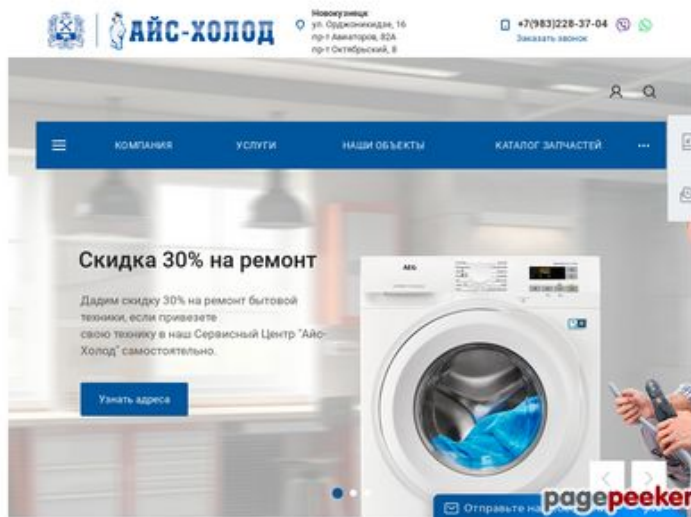 АЙС-ХОЛОД
Новокузнецк
ул. Орджоникидзе, 16
пр-т Авиаторов, 82А
пр-т Октябрьский, 8
+7(983)228-37-04
Заказать звонок
КОМПАНИЯ УСЛУГИ НАШИ ОБЪЕКТЫ КАТАЛОГ ЗАПЧАСТЕЙ
Скидка 30% на ремонт
Дадим скидку 30% на ремонт бытовой
техники, если привезете
свою технику в наш Сервисный Центр "Айс-
Холод" самостоятельно.
Узнать адреса
AEG
Отправьте
pagepeeker